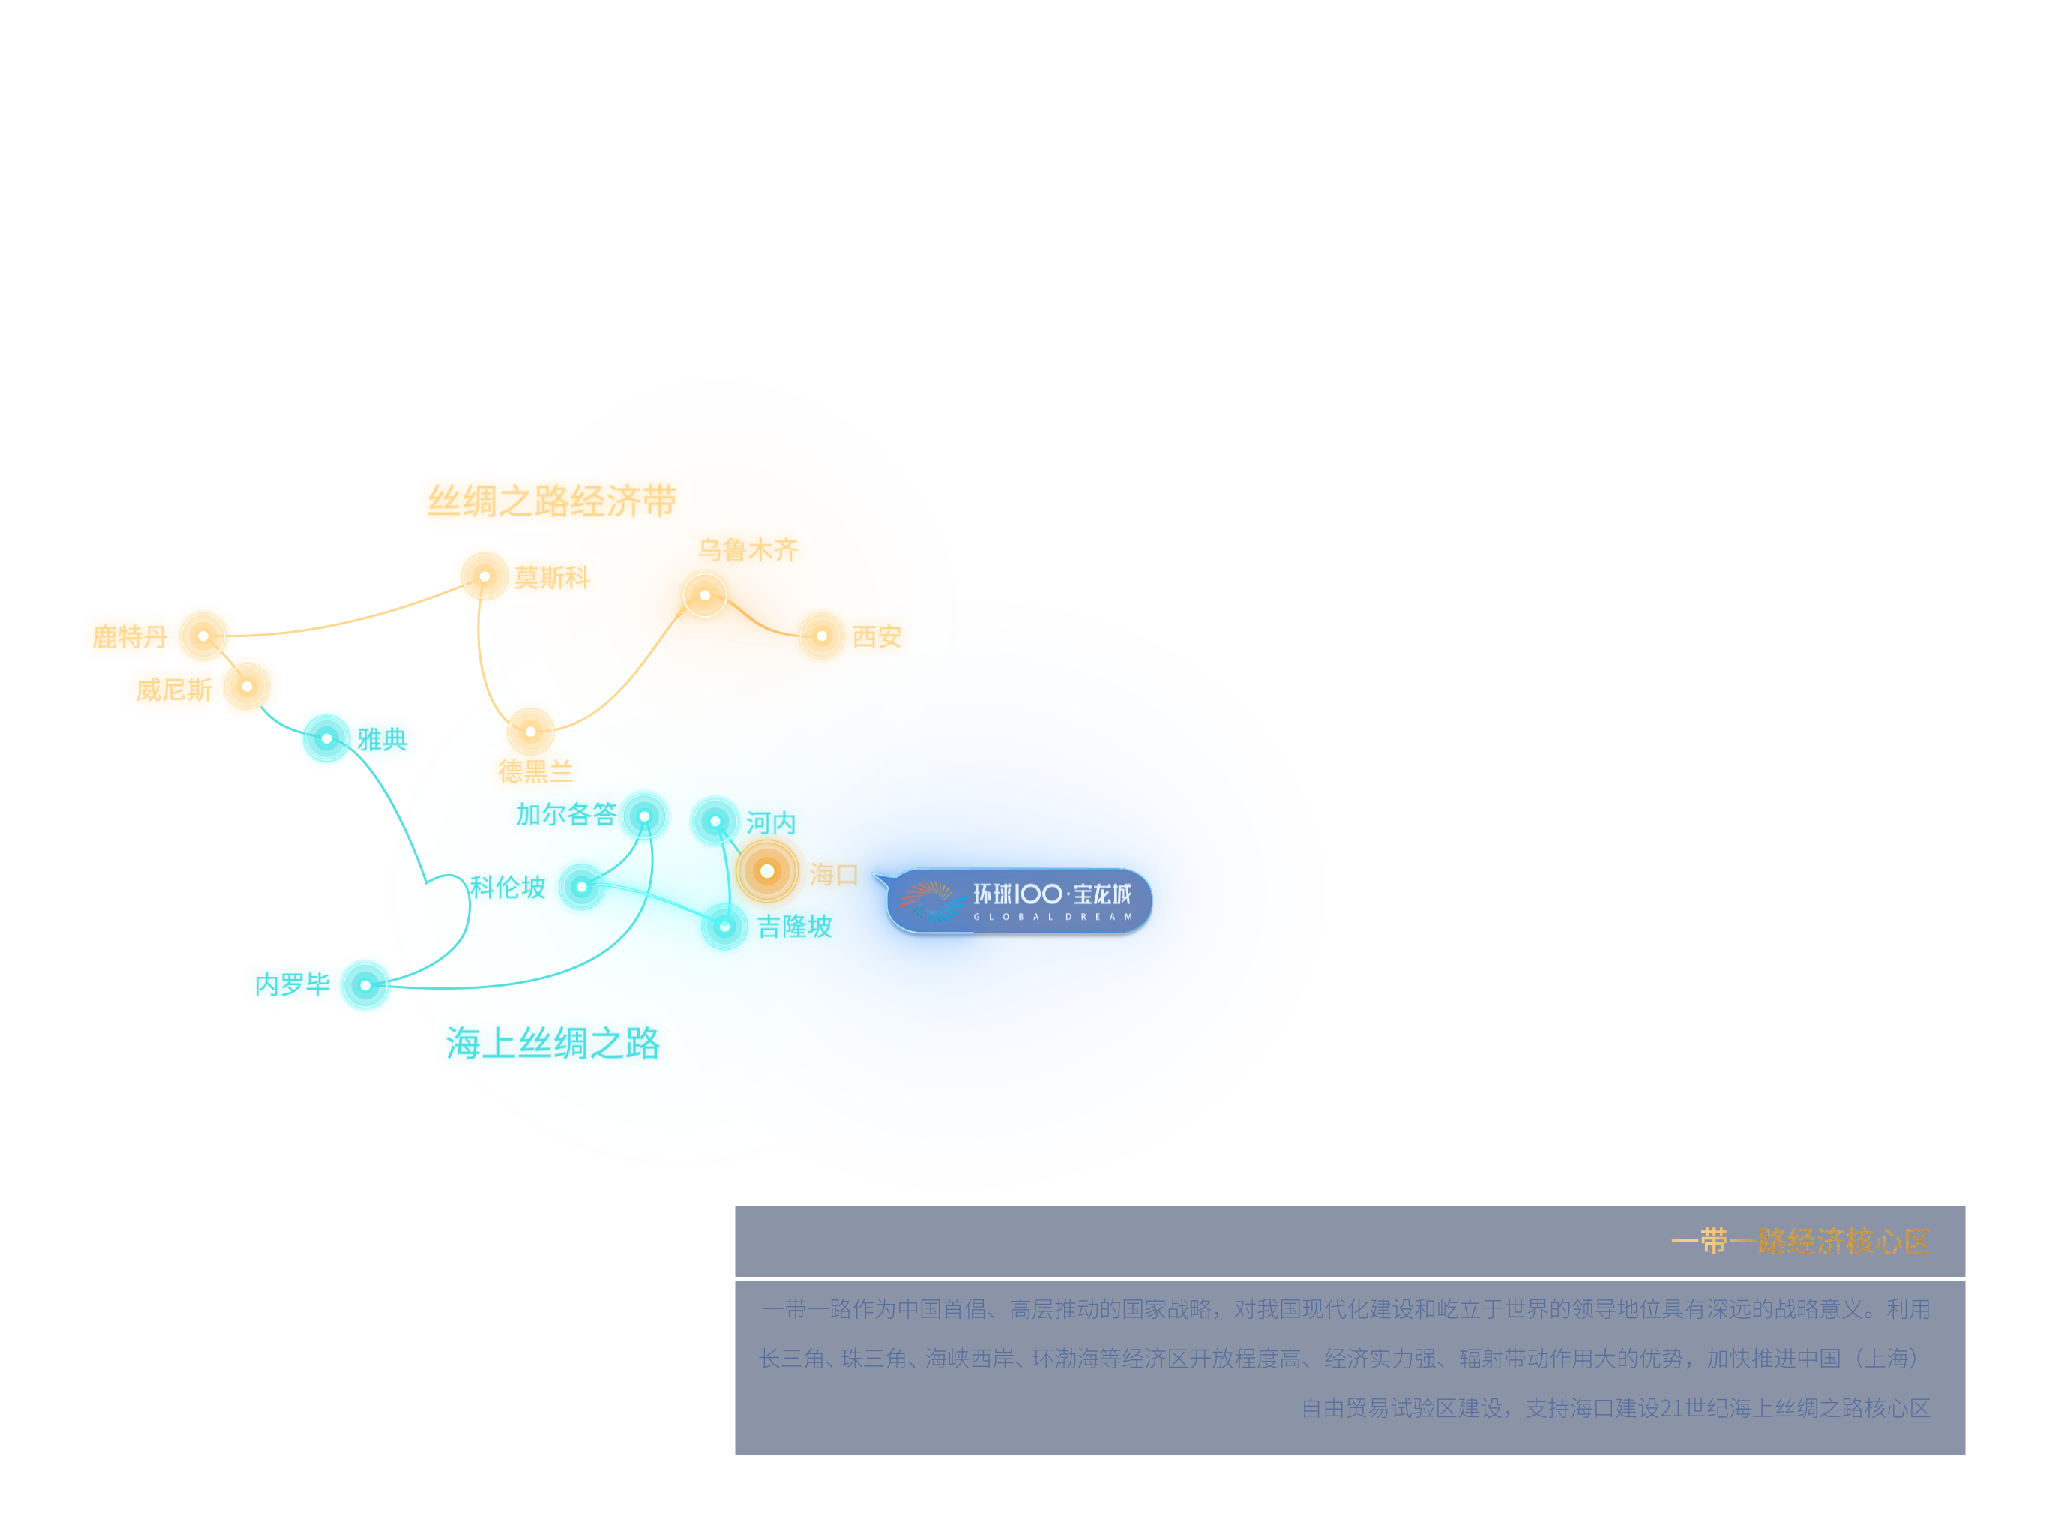 丝绸之路经济带
乌鲁木齐
莫斯科
鹿特丹
西安
威尼斯
雅典
德黑兰
加尔各答
河内
海口
科伦坡
环球100·宝龙城
GLOBAL DREAM
吉隆坡
内罗毕
海上丝绸之路
一带一路经济核心区
一带一路作为中国首倡、高层推动的国家战略，对我国现代化建设和屹立于世界的领导地位具有深远的战略意义。利用
长三角、珠三角、海峡西岸、环渤海等经济区开放程度高、经济实力强、辐射带动作用大的优势，加快推进中国（上海）
自由贸易试验区建设，支持海口建设21世纪海上丝绸之路核心区